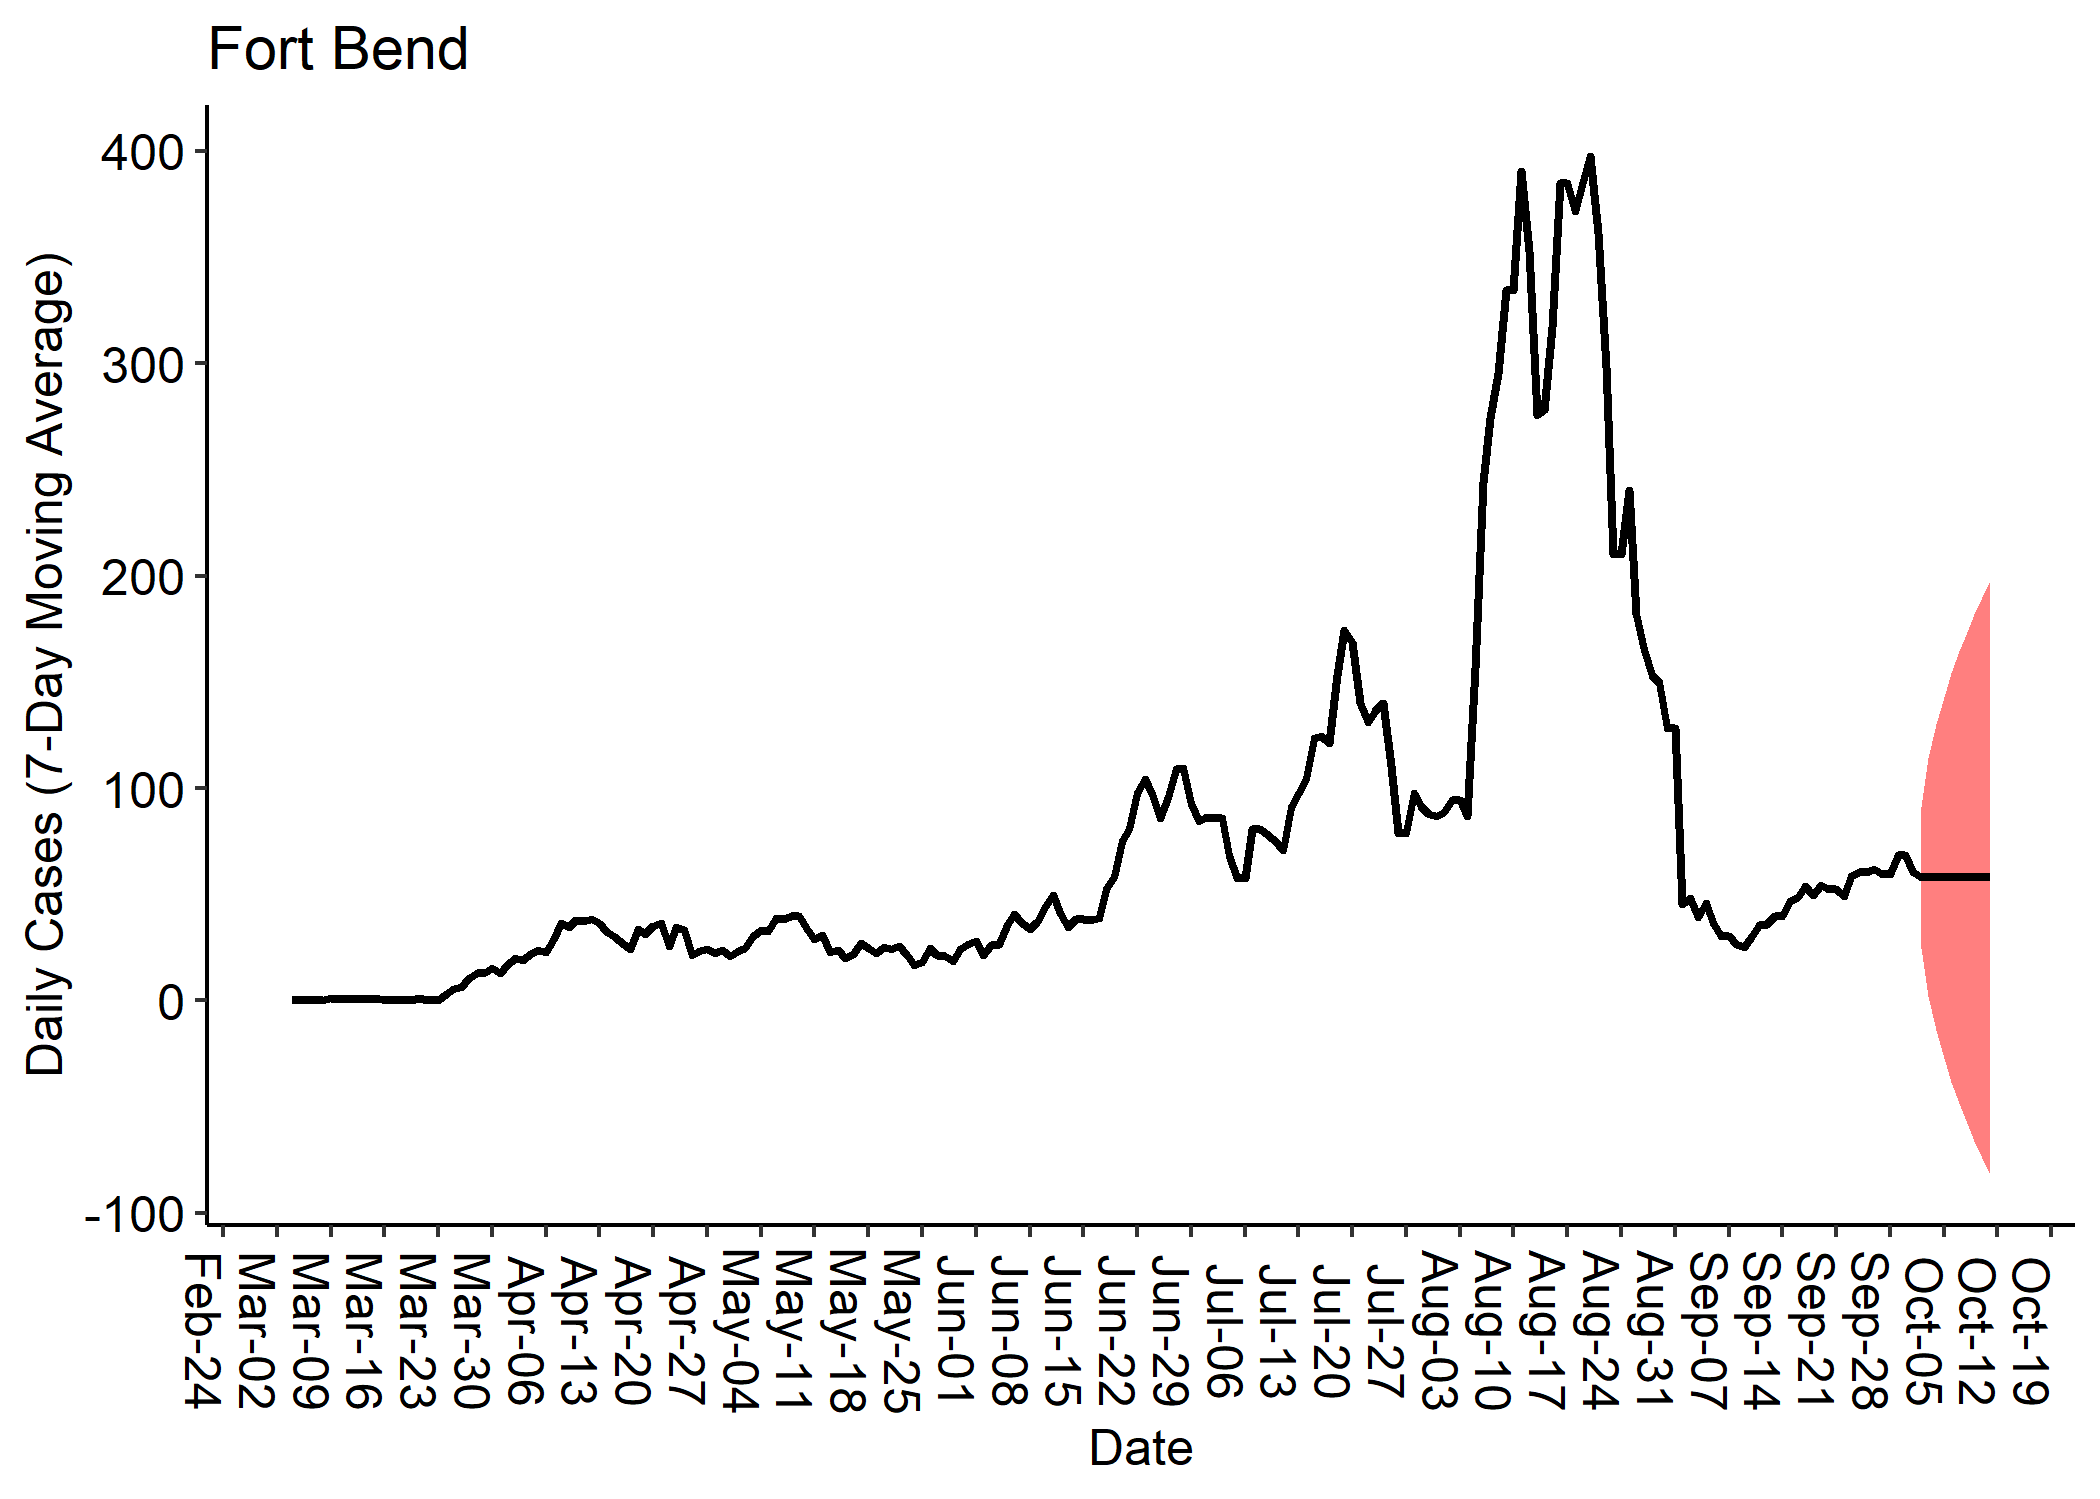 Fort Bend
Daily Cases (7-Day Moving Average)
400
300
200
100
0
-100
Feb-24
Mar-02
Mar-09
Mar-16
Mar-23
Mar-30
Apr-06
Apr-13
Apr-20
Apr-27
May-04
May-11
May-18
May-25
Jun-01
Jun-08
Jun-15
Jun-22
Jun-29
Jul-06
Jul-13
Jul-20
Jul-27
Aug-03
Aug-10
Aug-17
Aug-24
Aug-31
Sep-07
Sep-14
Sep-21
Sep-28
Oct-05
Oct-12
Oct-19
Date